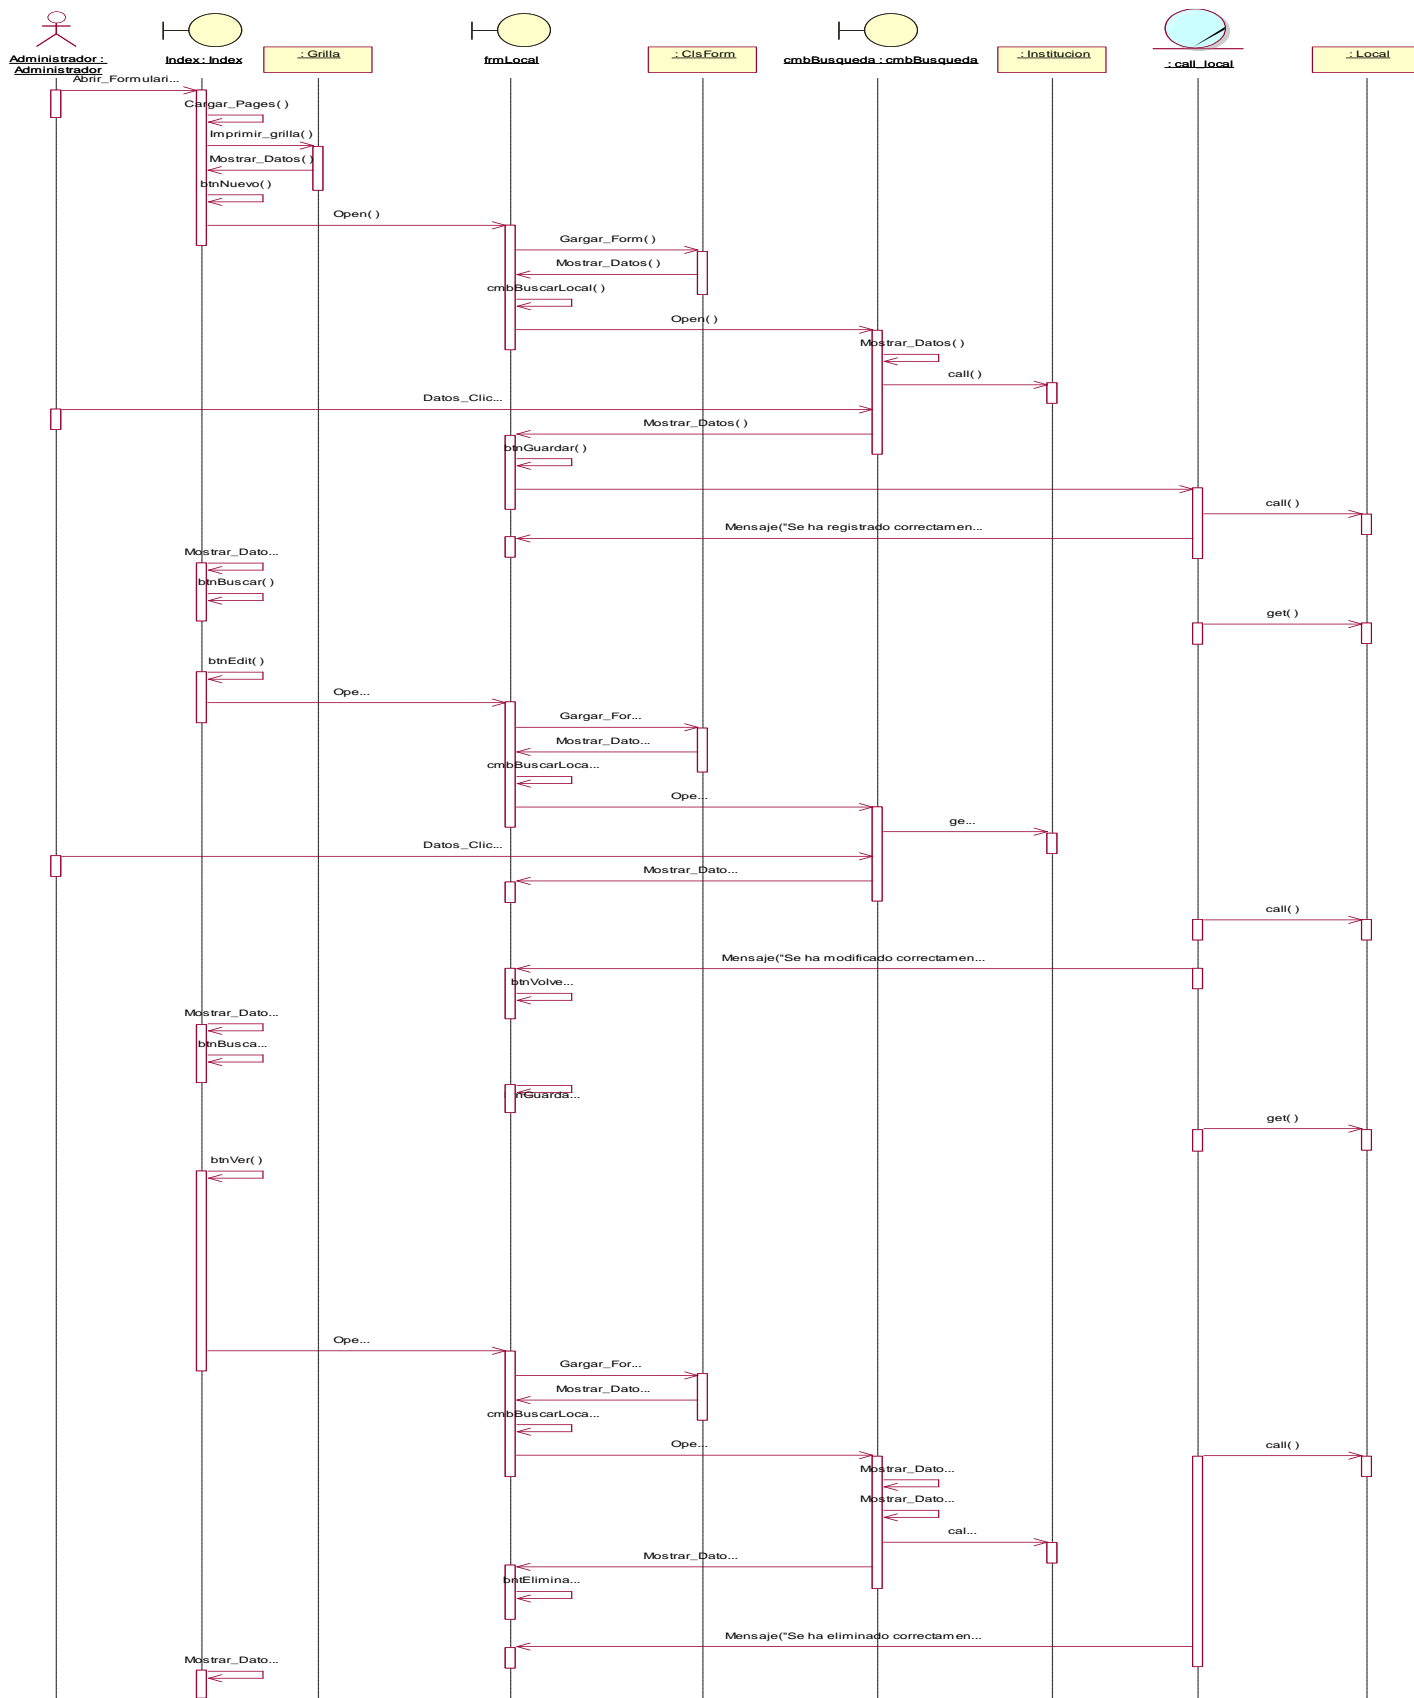 Administrador :
Administrador
Index : Index
: Grilla
frmLocal
: ClsForm
cmbBusqueda : cmbBusqueda
: Institucion
: call_local
: Local
Abrir_Formulari...
Cargar_Pages( )
Imprimir_grilla( )
Mostrar_Datos( )
btnNuevo( )
Open( )
Gargar_Form( )
Mostrar_Datos( )
cmbBuscarLocal( )
Open( )
Mostrar_Datos( )
call( )
Datos_Clic...
Mostrar_Datos( )
btnGuardar( )
call( )
Mensaje("Se ha registrado correctamen...
Mostrar_Dato...
btnBuscar( )
get( )
btnEdit( )
Ope...
Gargar_For...
Mostrar_Dato...
cmbBuscarLoca...
Ope...
ge...
Datos_Clic...
Mostrar_Dato...
call( )
Mensaje("Se ha modificado correctamen...
btnVolve...
Mostrar_Dato...
btnBusca...
btnGuarda...
get( )
btnVer( )
Ope...
Gargar_For...
Mostrar_Dato...
cmbBuscarLoca...
Ope...
call( )
Mostrar_Dato...
Mostrar_Dato...
cal...
Mostrar_Dato...
bntElimina...
Mensaje("Se ha eliminado correctamen...
Mostrar_Dato...